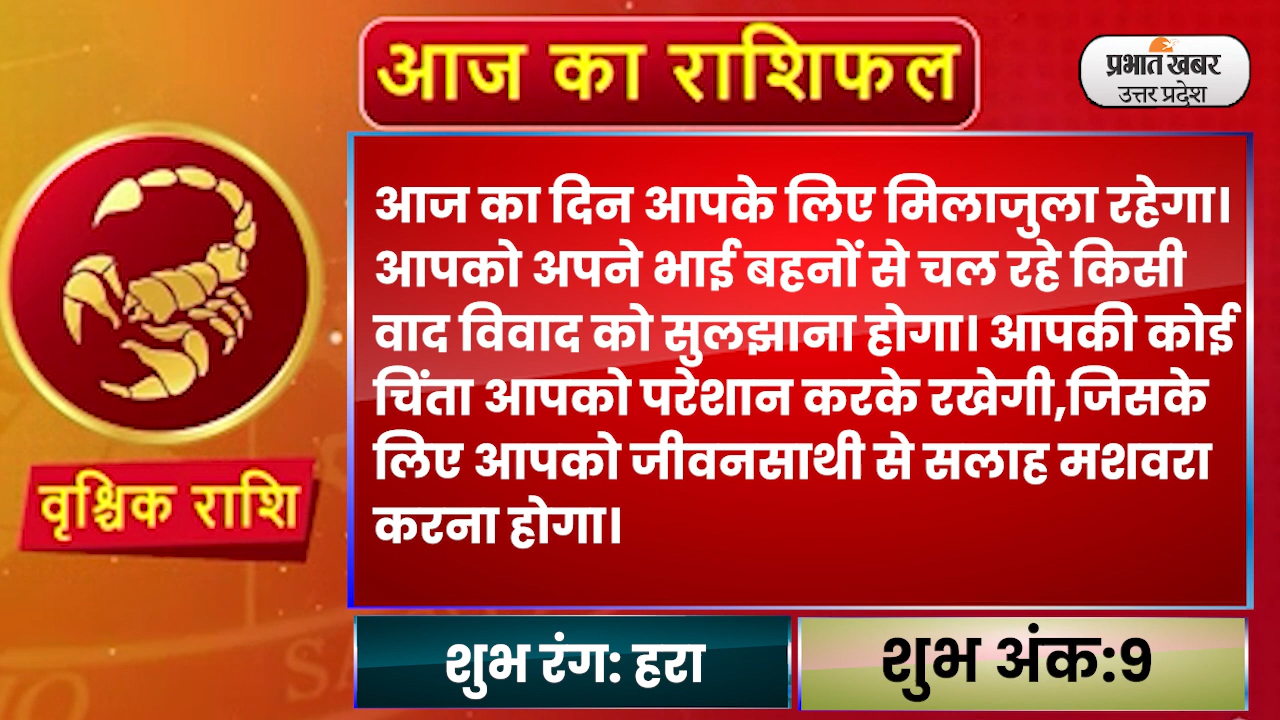 आज का राशिफल
प्रभात खबर
उत्तर प्रदेश
आज का दिन आपके लिए मिलाजुला रहेगा।
आपको अपने भाई बहनों से चल रहे किसी
वाद विवाद को सुलझाना होगा। आपकी कोई
चिंता आपको परेशान करके रखेगी,जिसके
लिए आपको जीवनसाथी से सलाह मशवरा
करना होगा।
वृश्चिक राशि
शुभ रंग: हरा
शुभ अंक:9